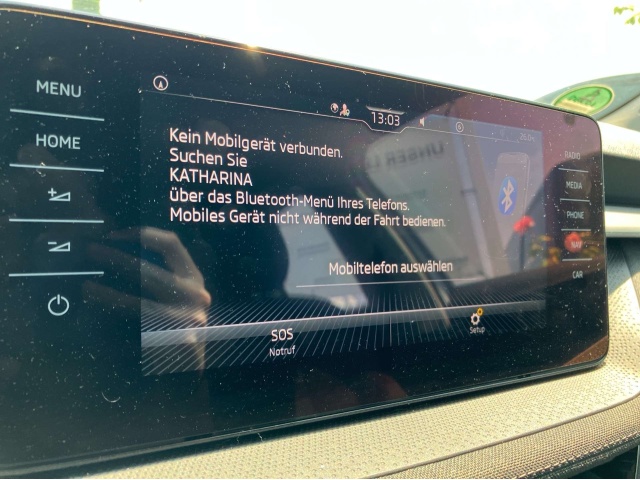 MENU
HOME
13:03
Kein Mobilgerät verbunden.
Suchen Sie
KATHARINA
über das Bluetooth-Menü Ihres Telefons.
Mobiles Gerät nicht während der Fahrt bedienen.
Mobiltelefon auswählen
SOS
Notruf
Setup
RADIO
MEDIA
PHONE
NAV
CAR